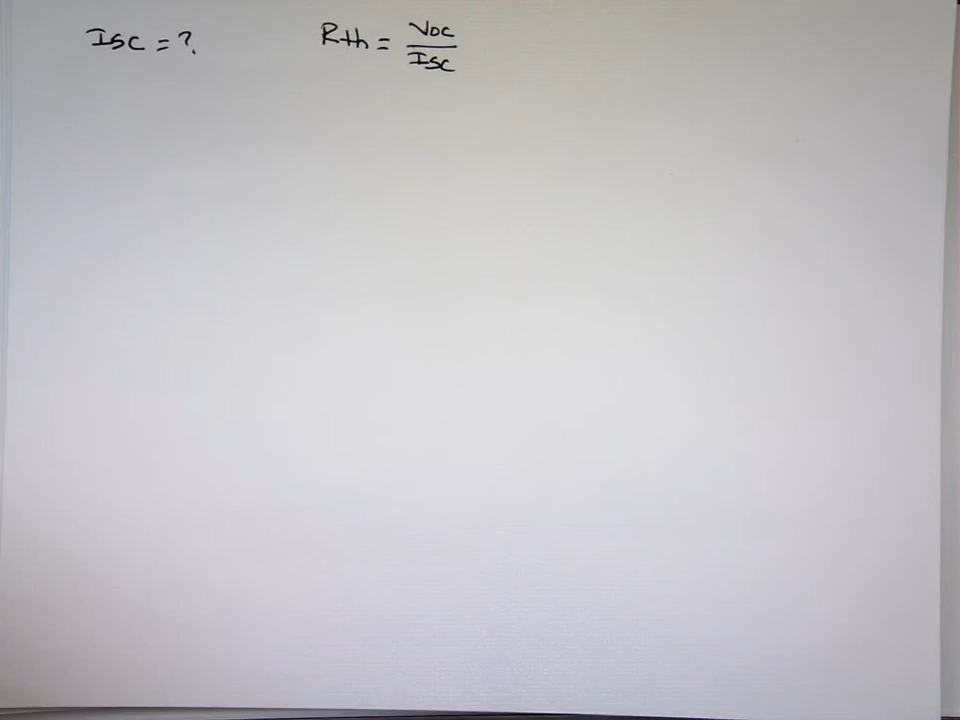 Isc = ?
Rth = Voc / Isc